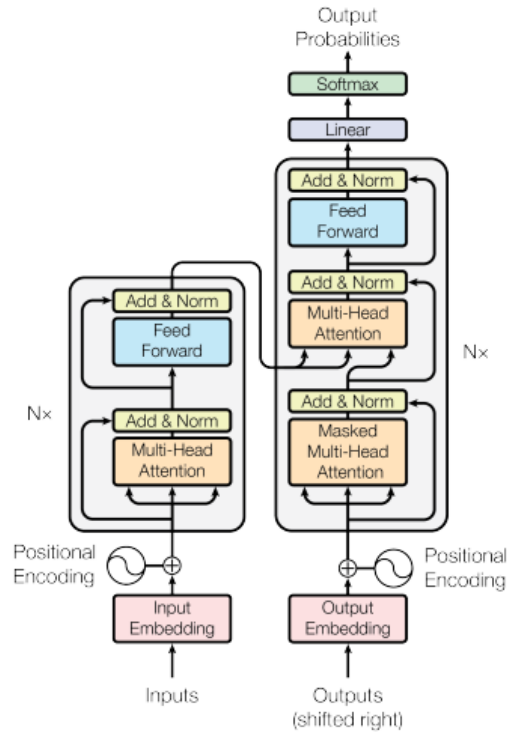 Output
Probabilities
Softmax
Linear
Add & Norm
Feed
Forward
Add & Norm
Multi-Head
Attention
Add & Norm
Masked
Multi-Head
Attention
N×
Add & Norm
Feed
Forward
Add & Norm
Multi-Head
Attention
N×
Positional
Encoding
Positional
Encoding
Input
Embedding
Output
Embedding
Inputs
Outputs
(shifted right)